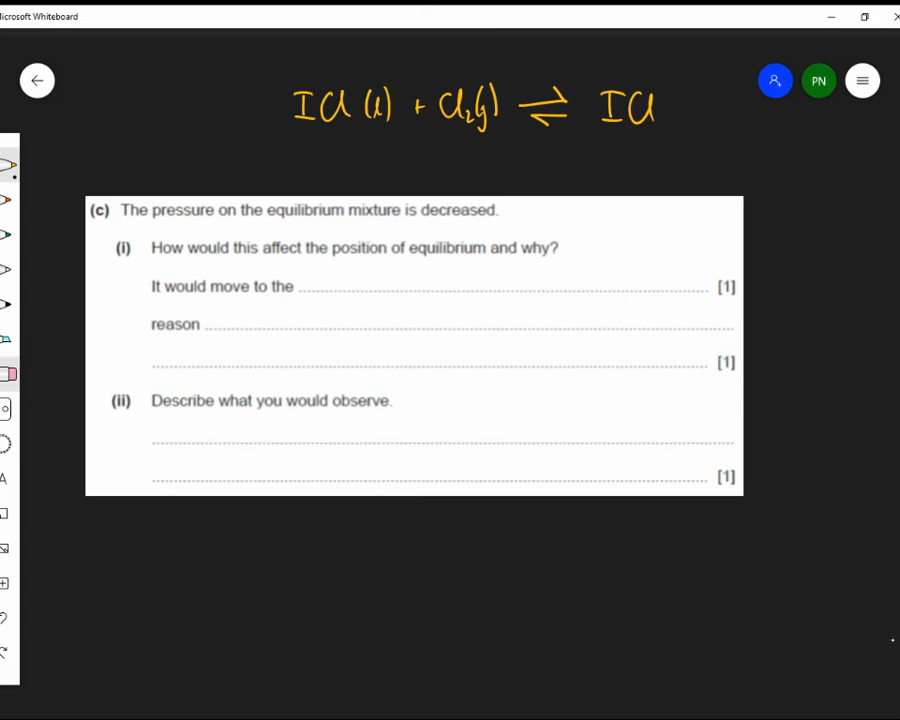 Microsoft Whiteboard
ICl (l) + Cl₂(g) ⇌ ICl
PN
(c) The pressure on the equilibrium mixture is decreased.
(i) How would this affect the position of equilibrium and why?
It would move to the ........ [1]
reason ........
........ [1]
(ii) Describe what you would observe.
........
........ [1]